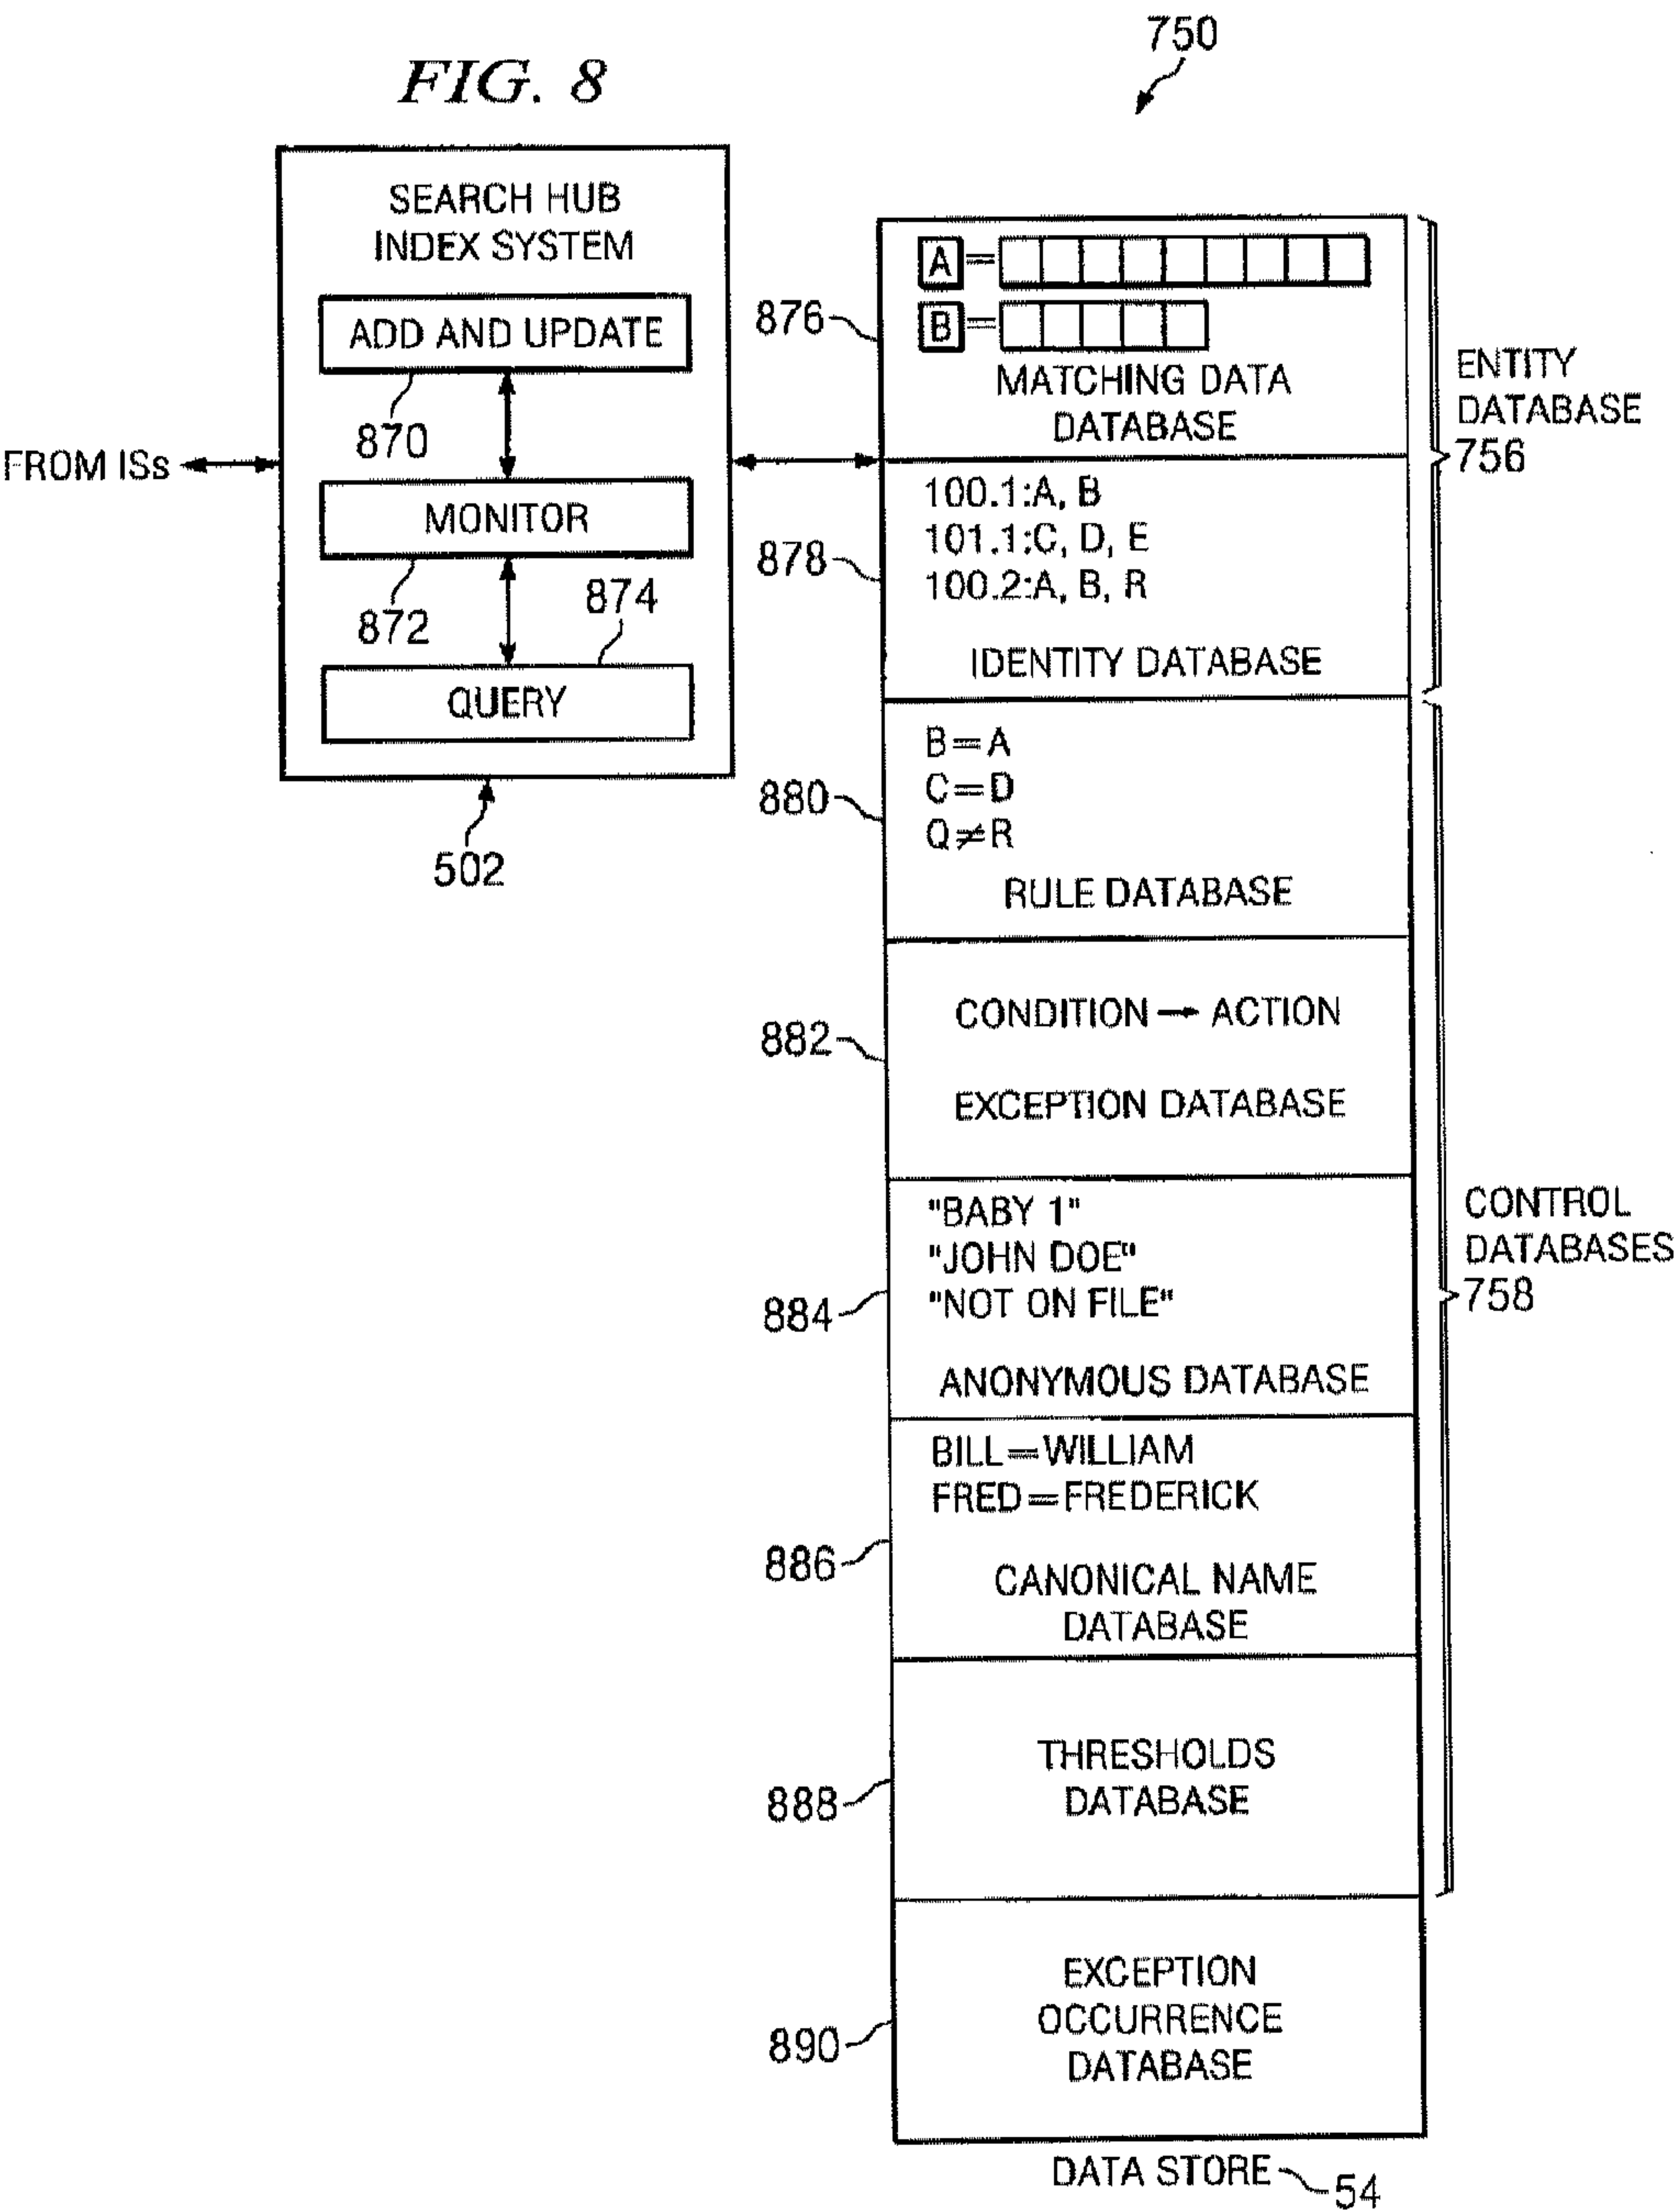 750
FIG. 8
SEARCH HUB
INDEX SYSTEM
ADD AND UPDATE
870
FROM ISs
MONITOR
872
874
QUERY
502
A =
B =
876
MATCHING DATA
DATABASE
ENTITY
DATABASE
756
100.1:A, B
101.1:C, D, E
100.2:A, B, R
878
IDENTITY DATABASE
B=A
C=D
Q≠R
880
RULE DATABASE
CONDITION → ACTION
882
EXCEPTION DATABASE
"BABY 1"
"JOHN DOE"
"NOT ON FILE"
884
ANONYMOUS DATABASE
CONTROL
DATABASES
758
BILL=WILLIAM
FRED=FREDERICK
886
CANONICAL NAME
DATABASE
THRESHOLDS
DATABASE
888
EXCEPTION
OCCURRENCE
DATABASE
890
DATA STORE
54